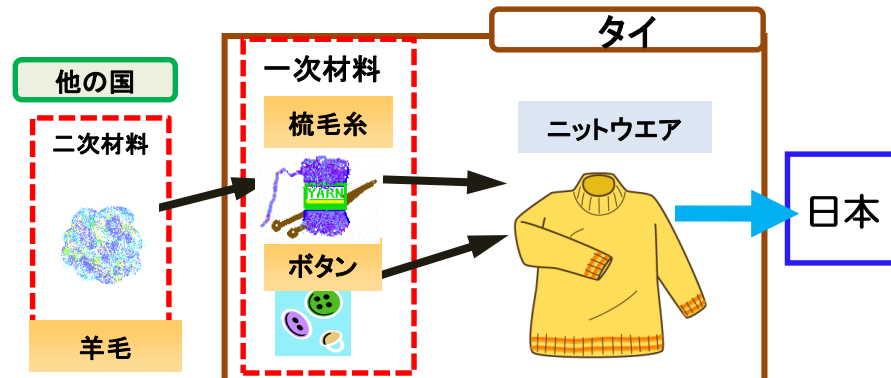 タイ
他の国
一次材料
二次材料
梳毛糸
ニットウエア
YARN
日本
ボタン
羊毛